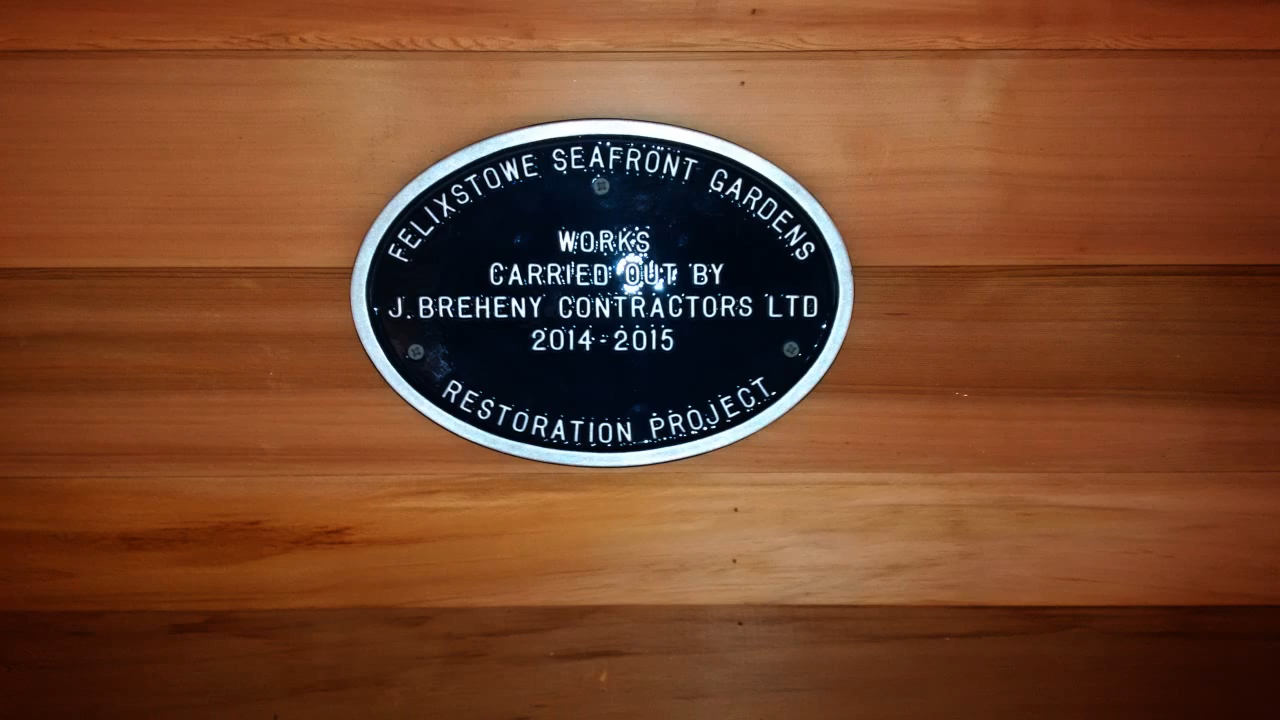 FELIXSTOWE SEAFRONT GARDENS
WORKS
CARRIED OUT BY
J. BREHENY CONTRACTORS LTD
2014-2015
RESTORATION PROJECT